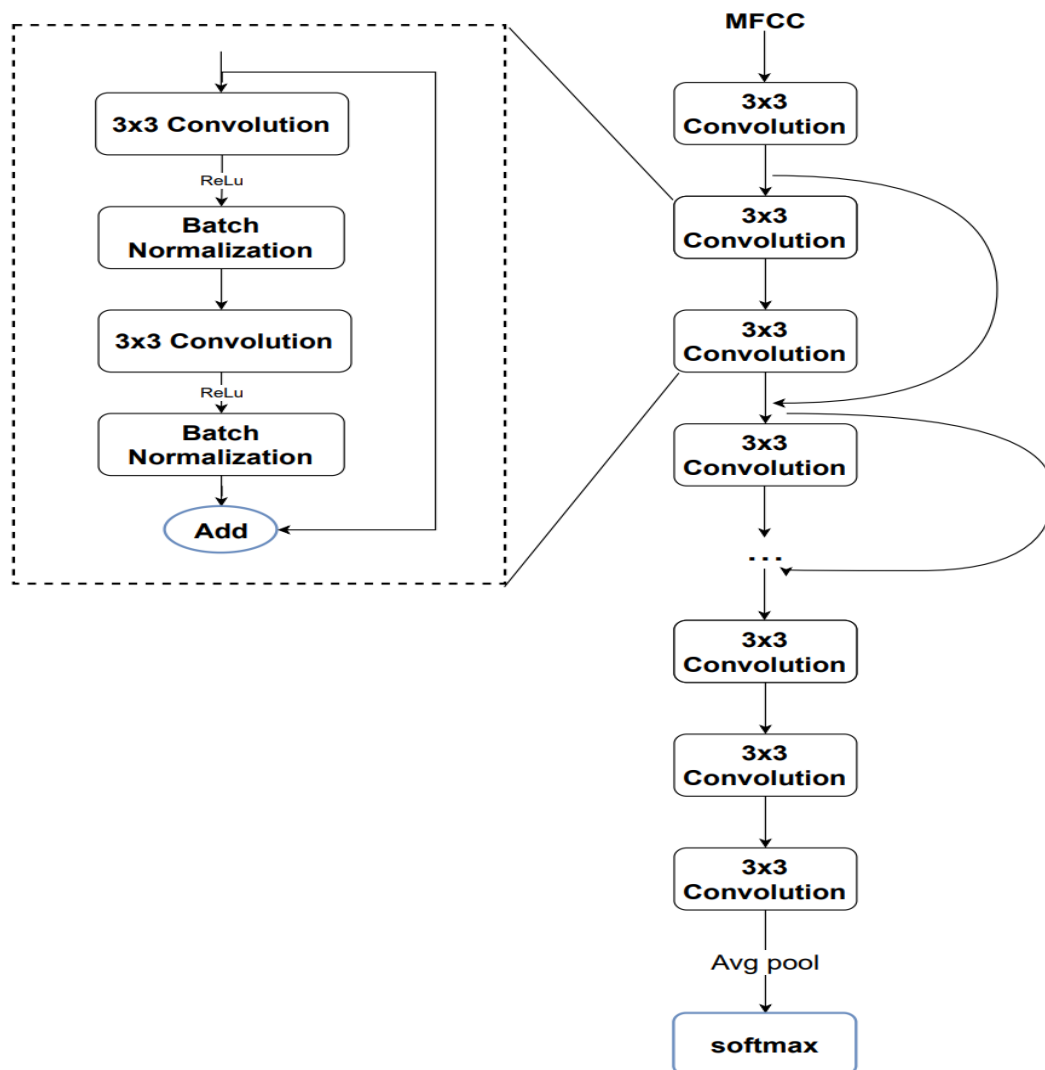 3x3 Convolution
ReLu
Batch
Normalization
3x3 Convolution
ReLu
Batch
Normalization
Add
MFCC
3x3
Convolution
3x3
Convolution
3x3
Convolution
3x3
Convolution
...
3x3
Convolution
3x3
Convolution
3x3
Convolution
Avg pool
softmax